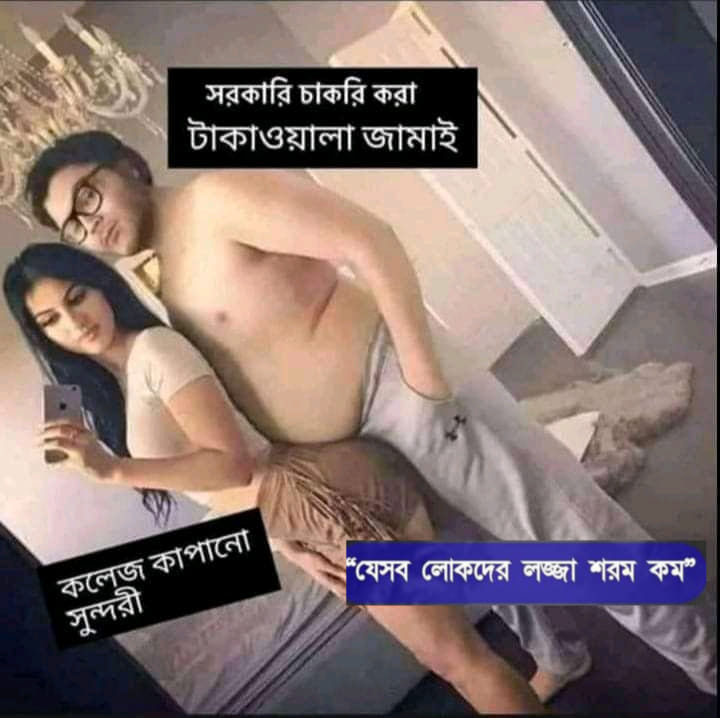 সরকারি চাকরি করা
টাকাওয়ালা জামাই
কলেজ কাপানো
সুন্দরী
“যেসব লোকদের লজ্জা শরম কম”